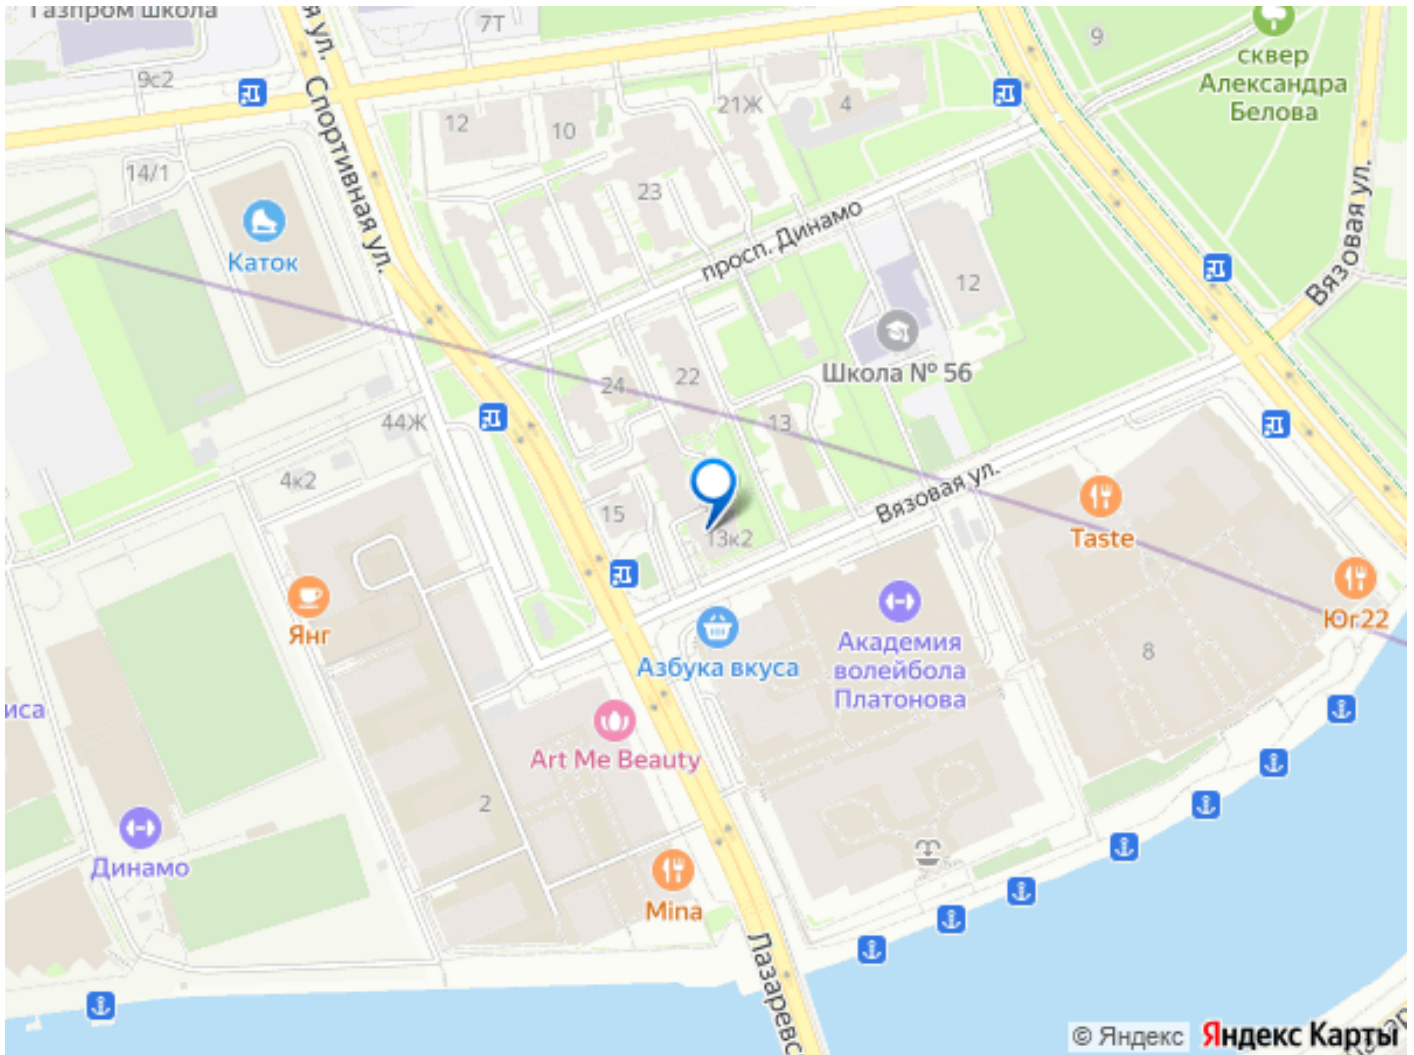 Газпром школа
7Т
9
сквер
Александра
Белова
9с2
21Ж
4
12
10
Спортивная ул.
14/1
23
Вязовая ул.
просп. Динамо
Каток
12
Школа № 56
22
24
44Ж
13
4к2
Вязовая ул.
15
13к2
Taste
Янг
Юг22
Академия
волейбола
Платонова
Азбука вкуса
8
Art Me Beauty
2
Динамо
Mina
Лазаревс
© Яндекс
Яндекс Карты